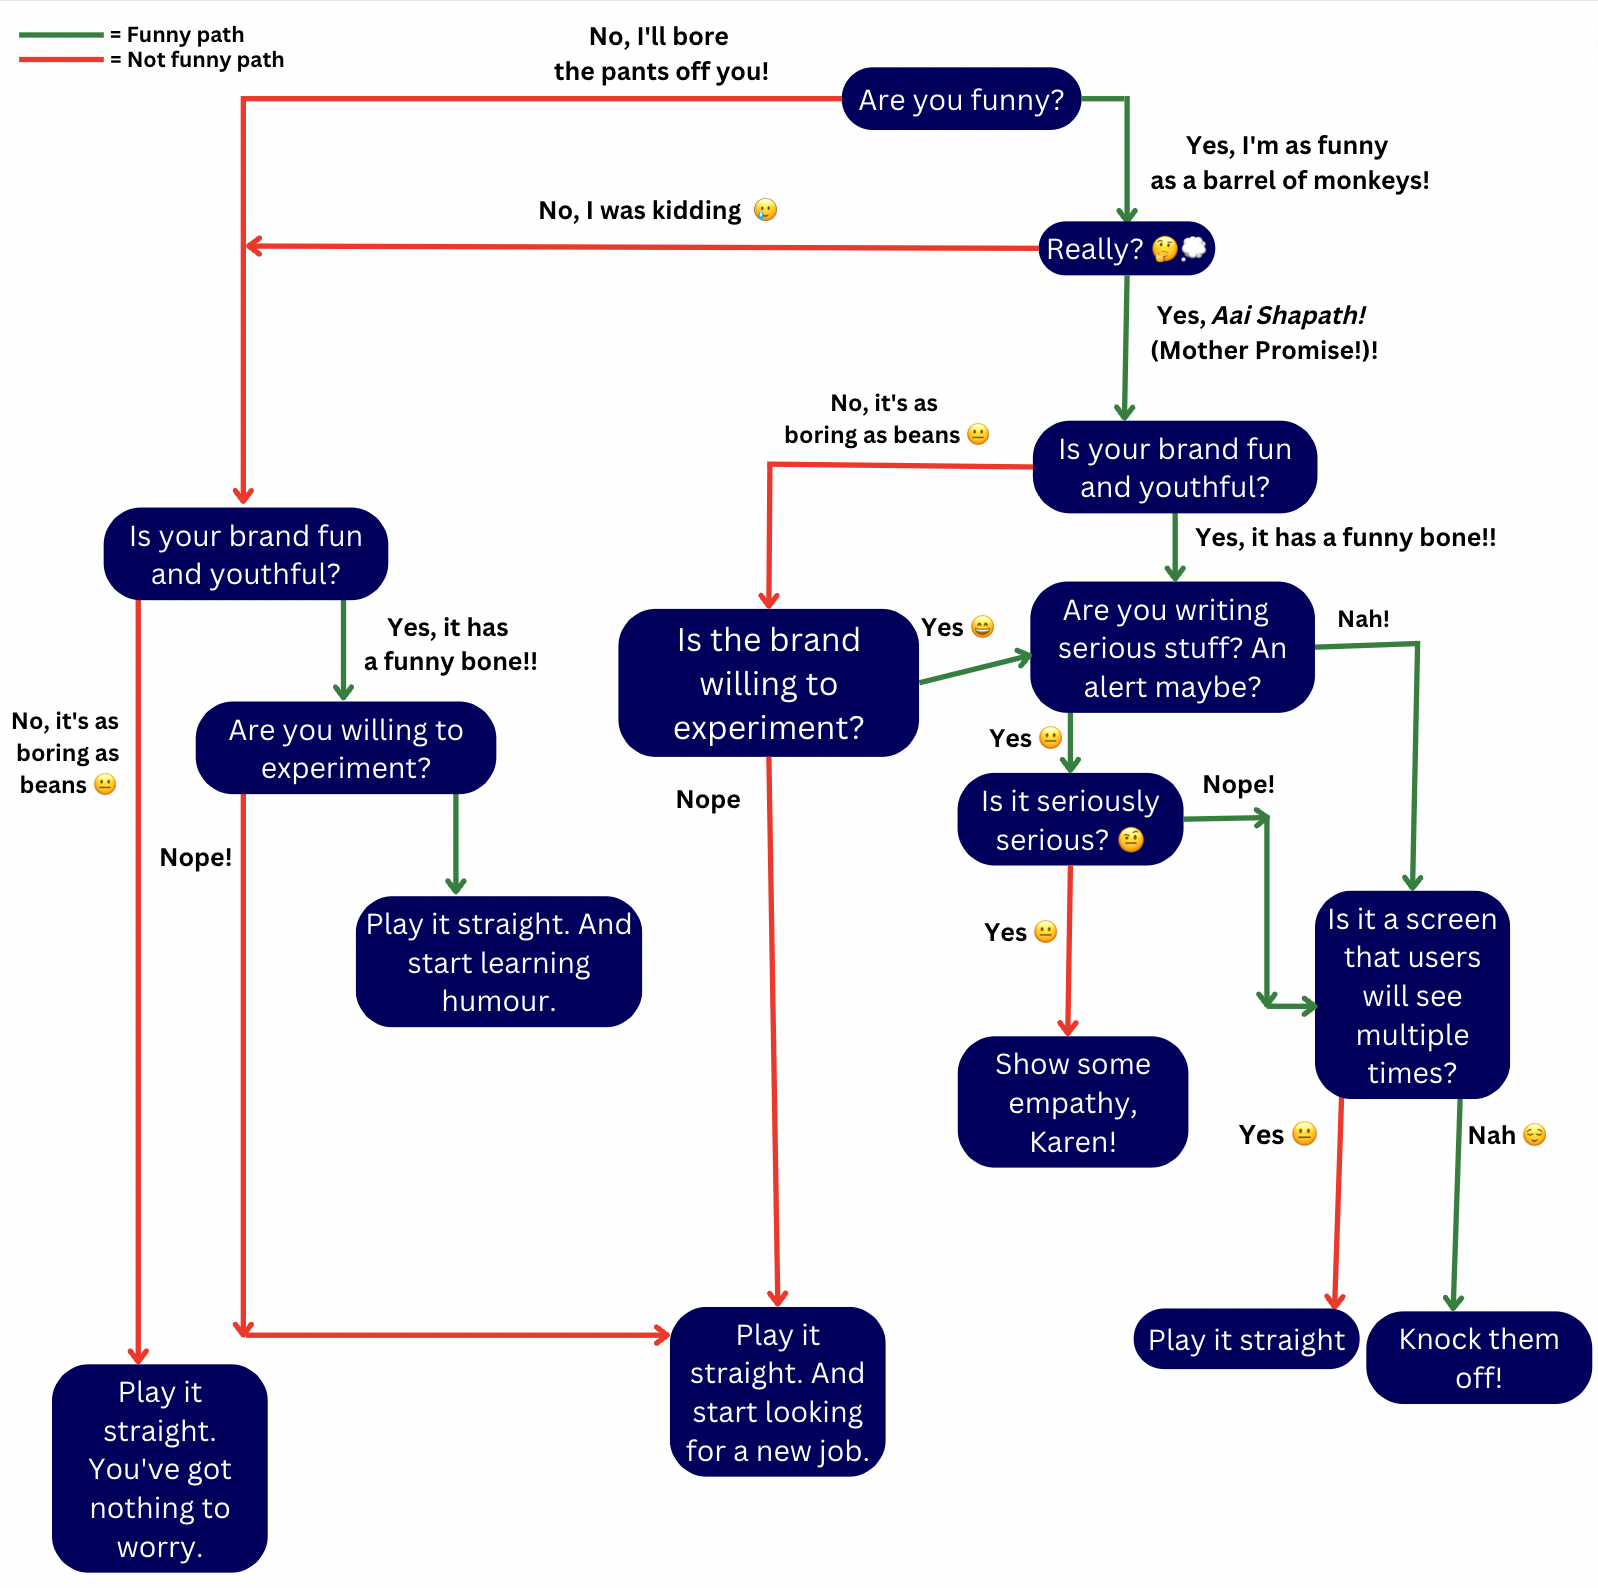 = Funny path
= Not funny path
No, I'll bore
the pants off you!
Are you funny?
Yes, I'm as funny
as a barrel of monkeys!
No, I was kidding 🥲
Really? 🤔💭
Yes, Aai Shapath!
(Mother Promise!)!
No, it's as
boring as beans 😐
Is your brand fun
and youthful?
Yes, it has a funny bone!!
Is your brand fun
and youthful?
Yes, it has
a funny bone!!
No, it's as
boring as
beans 😐
Are you willing to
experiment?
Nope!
Play it straight. And
start learning
humour.
Is the brand
willing to
experiment?
Yes 😄
Nope
Are you writing
serious stuff? An
alert maybe?
Nah!
Yes 😐
Is it seriously
serious? 🤨
Nope!
Yes 😐
Show some
empathy,
Karen!
Is it a screen
that users
will see
multiple
times?
Yes 😐
Nah 😌
Play it straight
Knock them
off!
Play it
straight. And
start looking
for a new job.
Play it
straight.
You've got
nothing to
worry.